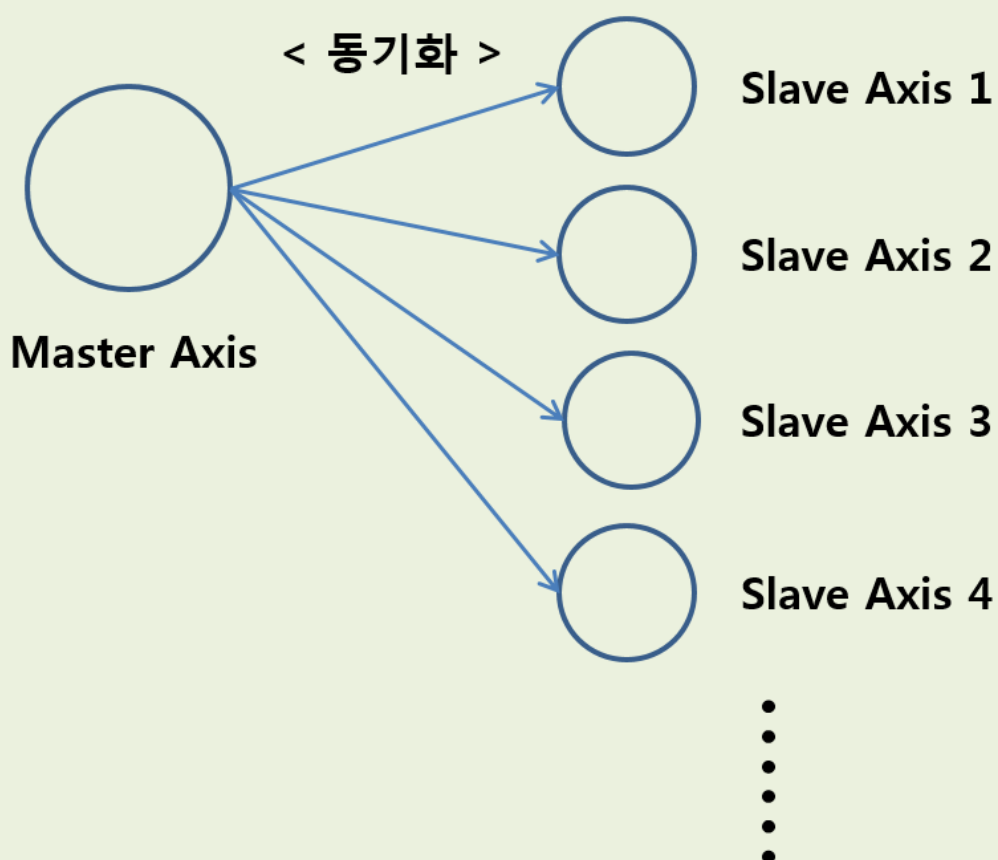 < 동기화 >
Slave Axis 1
Slave Axis 2
Master Axis
Slave Axis 3
Slave Axis 4